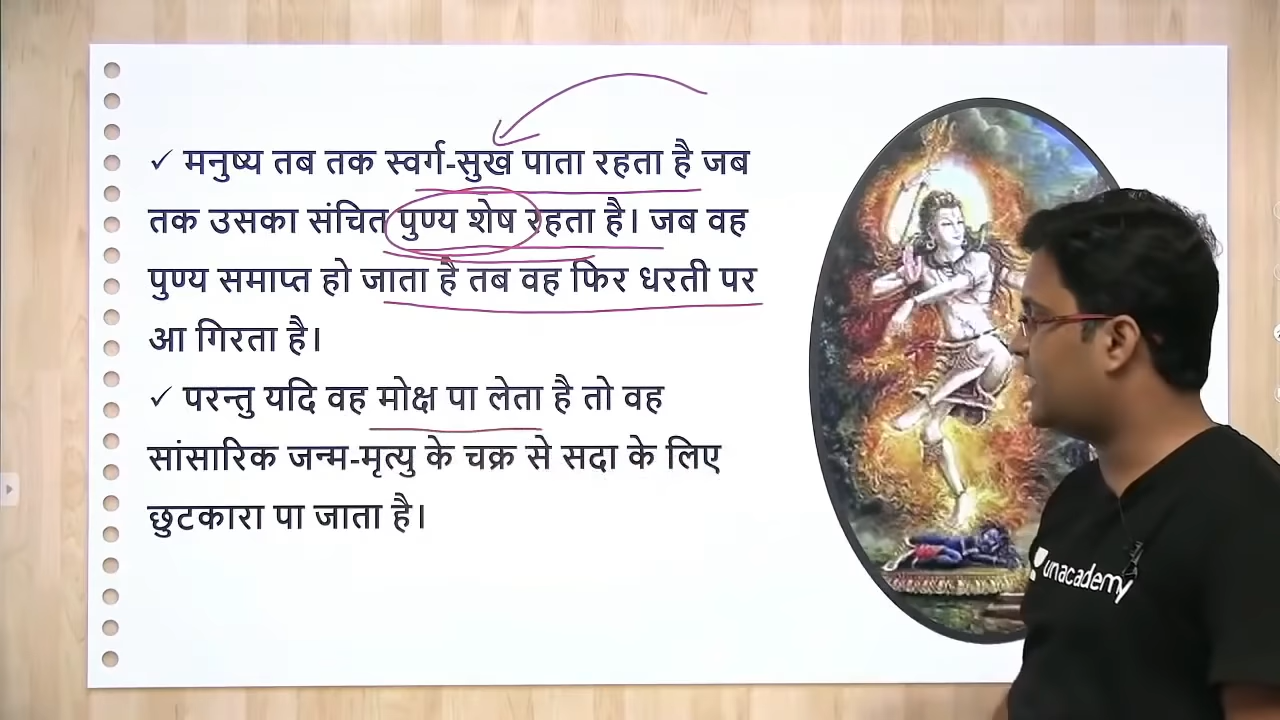 ✓ मनुष्य तब तक स्वर्ग-सुख पाता रहता है जब
तक उसका संचित पुण्य शेष रहता है। जब वह
पुण्य समाप्त हो जाता है तब वह फिर धरती पर
आ गिरता है।
✓ परन्तु यदि वह मोक्ष पा लेता है तो वह
सांसारिक जन्म-मृत्यु के चक्र से सदा के लिए
छुटकारा पा जाता है।
unacademy